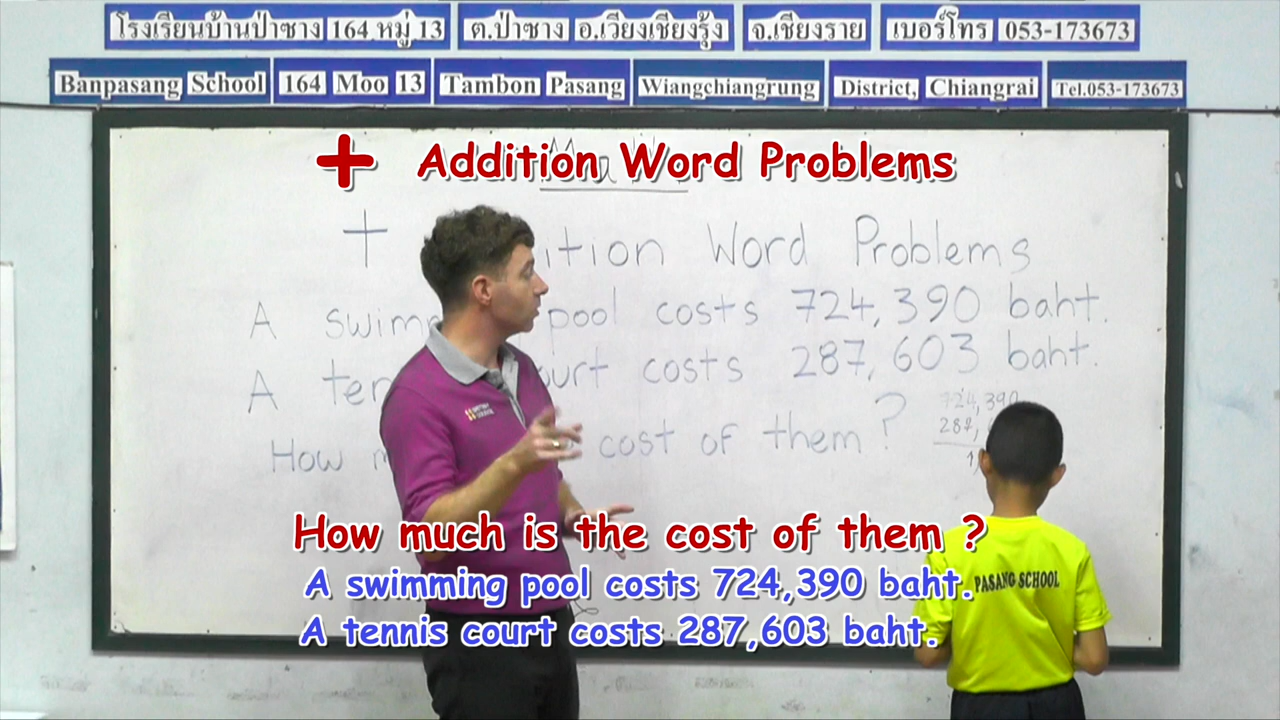 โรงเรียนบ้านป่าซาง 164 หมู่ 13 ต.ป่าซาง อ.เวียงเชียงรุ้ง จ.เชียงราย เบอร์โทร 053-173673
Banpasang School 164 Moo 13 Tambon Pasang Wiangchiangrung District, Chiangrai Tel.053-173673
+ Addition Word Problems
+ ition Word Problems
A swimm pool costs 724,390 baht.
A ten ourt costs 287,603 baht.
How m cost of them?
724,390
How much is the cost of them ?
A swimming pool costs 724,390 baht.
A tennis court costs 287,603 baht.
PASANG SCHOOL